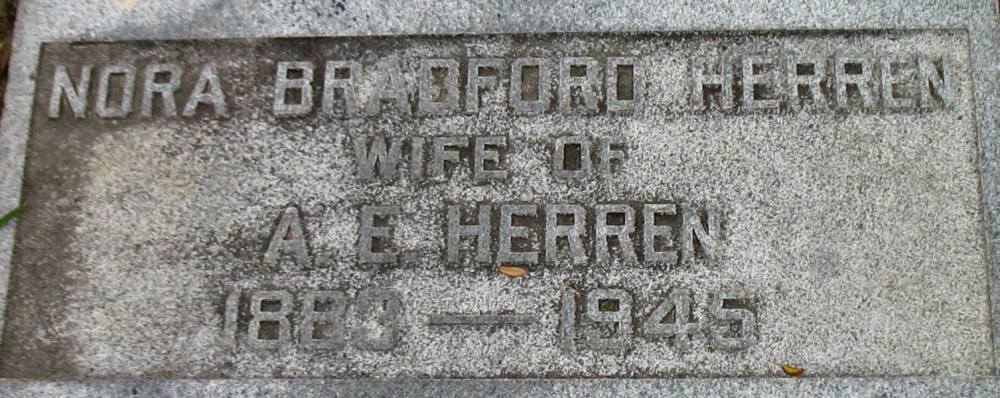 NORA BRADFORD HERREN
WIFE OF
A. E. HERREN
1883 — 1945